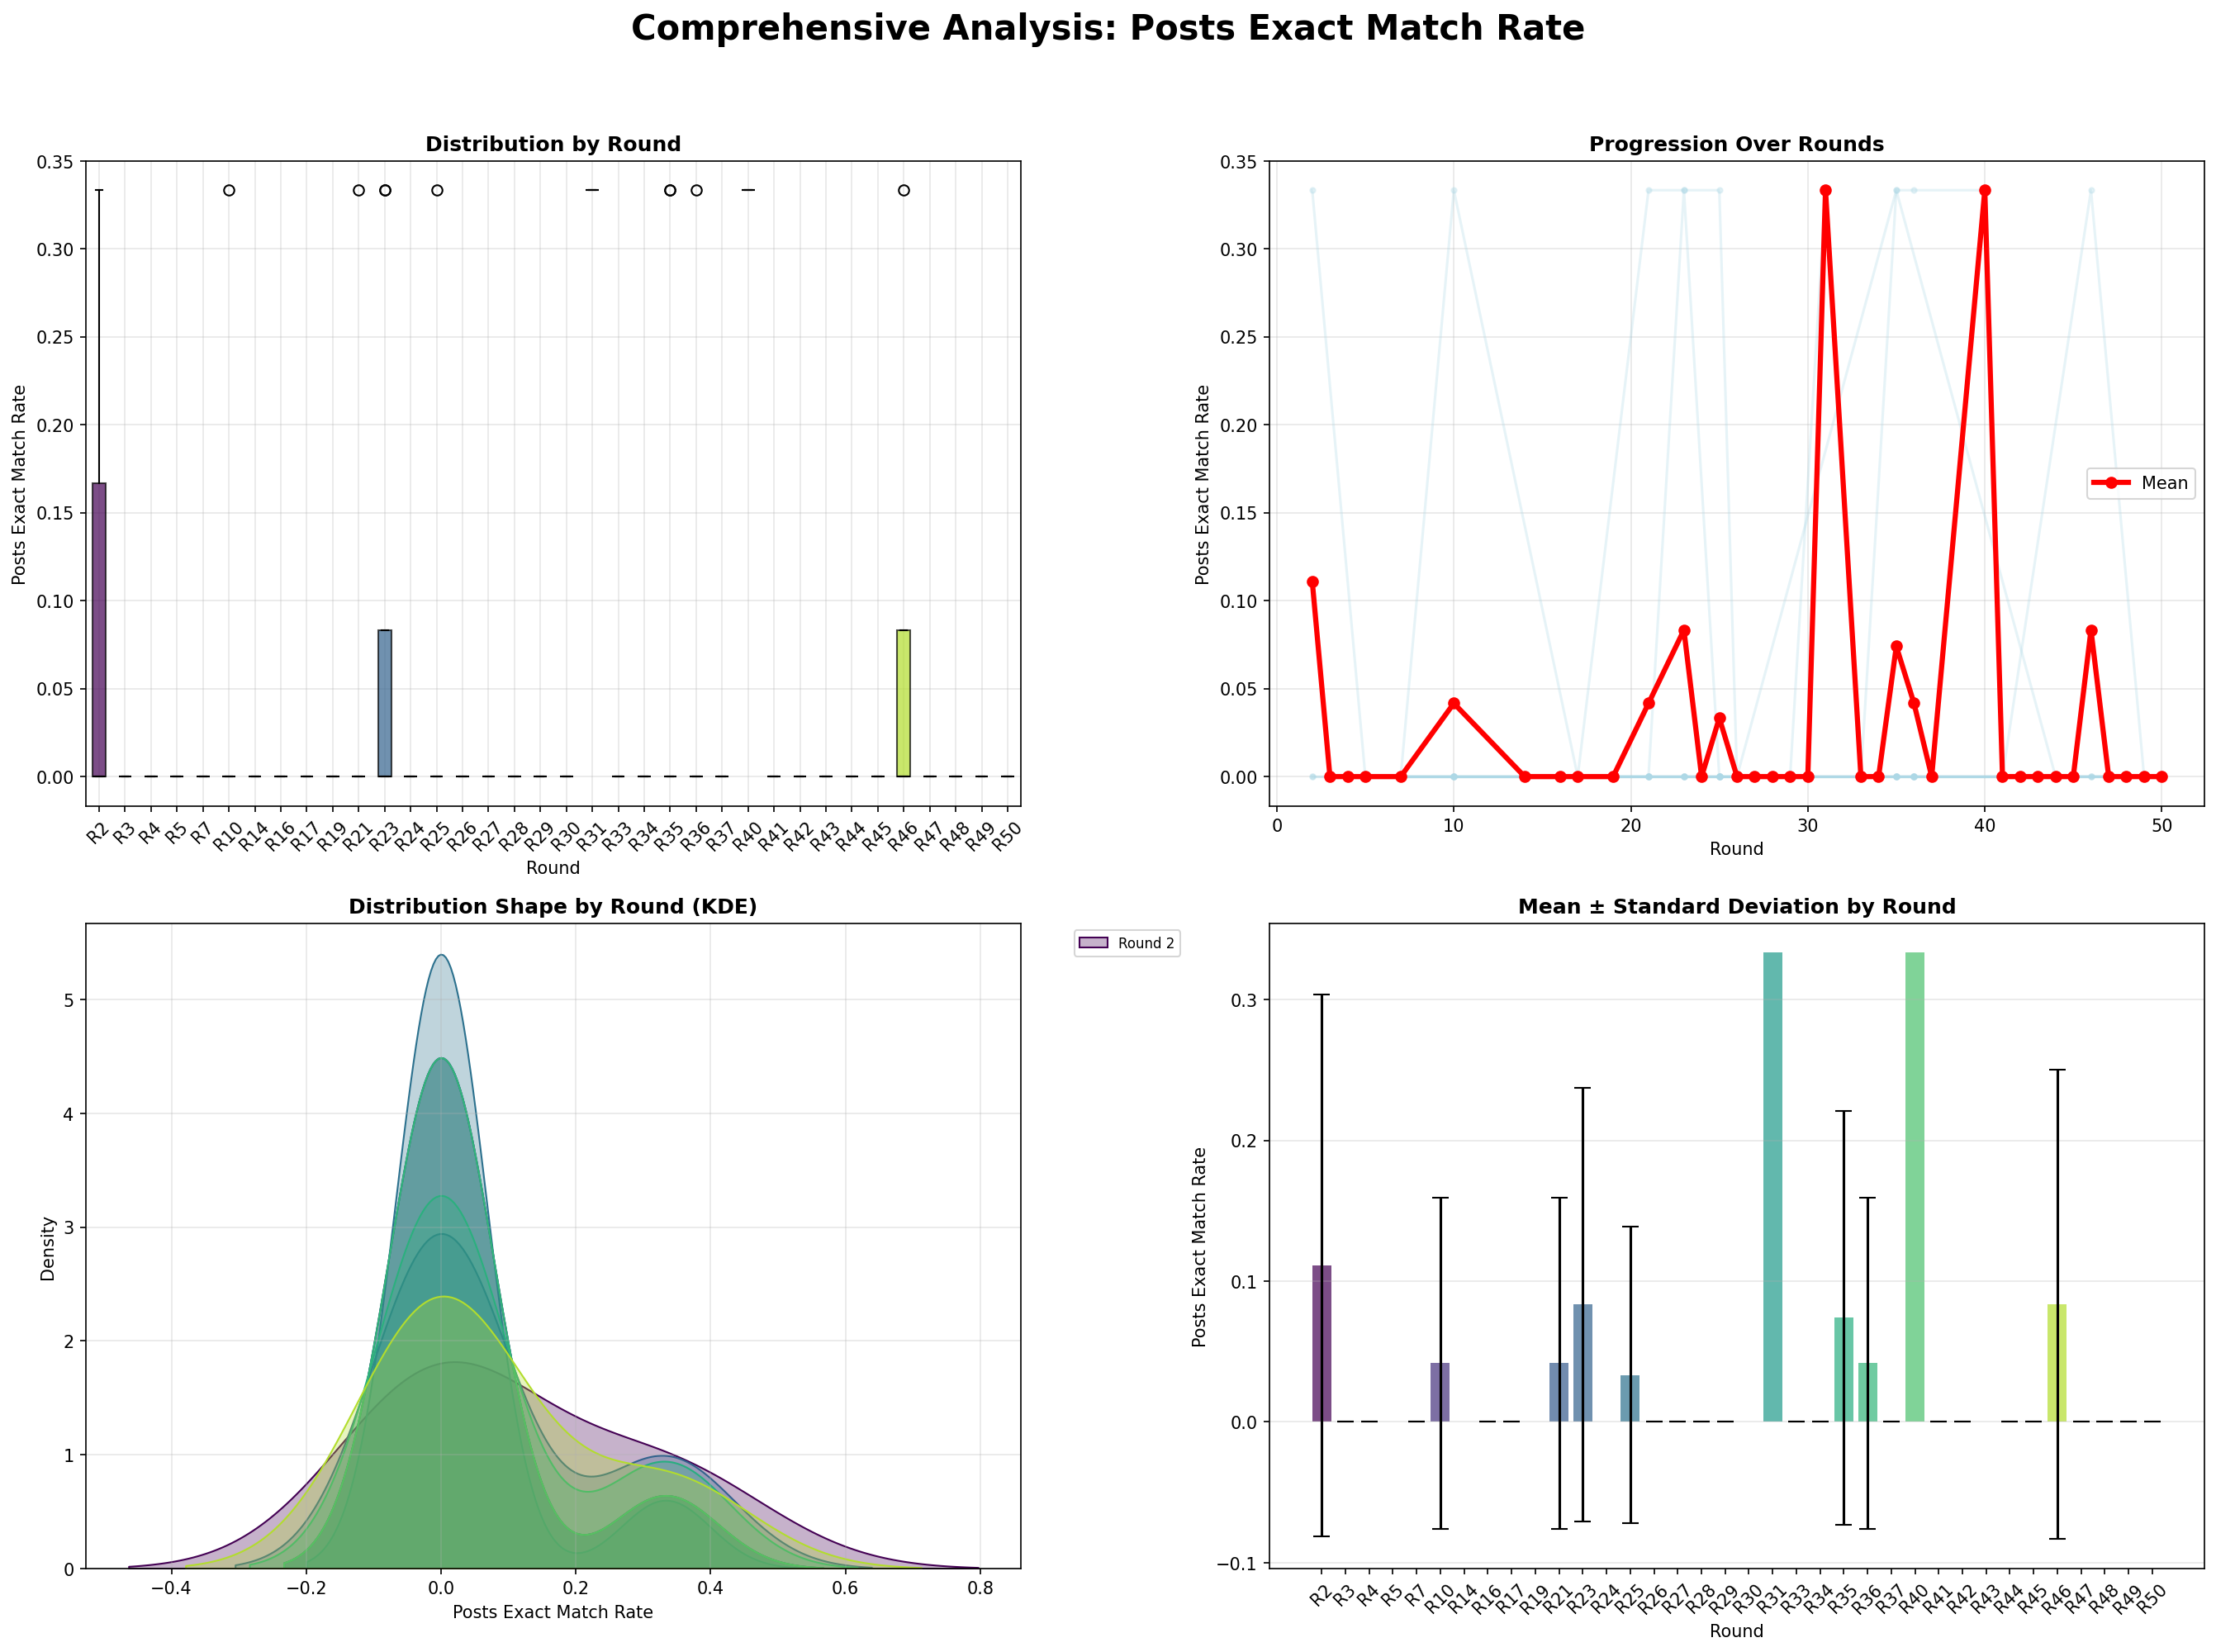 Comprehensive Analysis: Posts Exact Match Rate
Distribution by Round
Posts Exact Match Rate
0.35
0.30
0.25
0.20
0.15
0.10
0.05
0.00
R2 R3 R4 R5 R7 R10 R14 R16 R17 R19 R21 R23 R24 R25 R26 R27 R28 R29 R30 R31 R33 R34 R35 R36 R37 R40 R41 R42 R43 R44 R45 R46 R47 R48 R49 R50
Round
Progression Over Rounds
Posts Exact Match Rate
0.35
0.30
0.25
0.20
0.15
0.10
0.05
0.00
Mean
0 10 20 30 40 50
Round
Distribution Shape by Round (KDE)
Density
5
4
3
2
1
0
Round 2
−0.4 −0.2 0.0 0.2 0.4 0.6 0.8
Posts Exact Match Rate
Mean ± Standard Deviation by Round
Posts Exact Match Rate
0.3
0.2
0.1
0.0
−0.1
R2 R3 R4 R5 R7 R10 R14 R16 R17 R19 R21 R23 R24 R25 R26 R27 R28 R29 R30 R31 R33 R34 R35 R36 R37 R40 R41 R42 R43 R44 R45 R46 R47 R48 R49 R50
Round